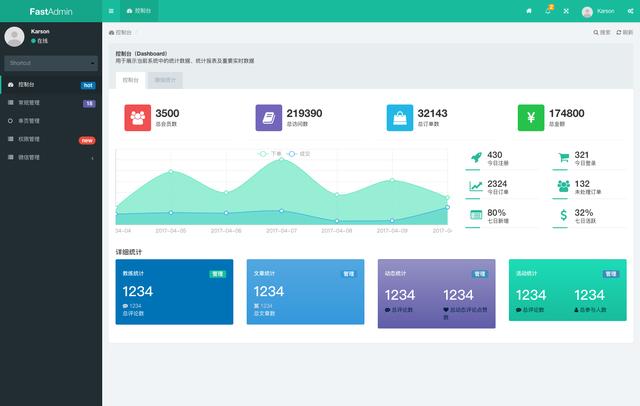 FastAdmin
控制台
2
Karson
Karson
在线
Shortcut
控制台 hot
常规管理 18
单页管理
权限管理 new
微信管理
控制台 /
搜索 刷新
控制台（Dashboard）
用于展示当前系统中的统计数据、统计报表及重要实时数据
控制台
3500
总会员数
219390
总访问数
32143
总订单数
174800
总金额
下单 成交
04-04 2017-04-05 2017-04-06 2017-04-07 2017-04-08 2017-04-09 2017-04
430
今日注册
321
今日登录
2324
今日订单
132
未处理订单
80%
七日新增
32%
七日活跃
详细统计
教练统计 管理
1234
1234
总评论数
文章统计 管理
1234
1234
总文章数
动态统计 管理
1234
总评论数
1234
总动态评论点赞数
活动统计 管理
1234
总评论数
1234
总参与人数